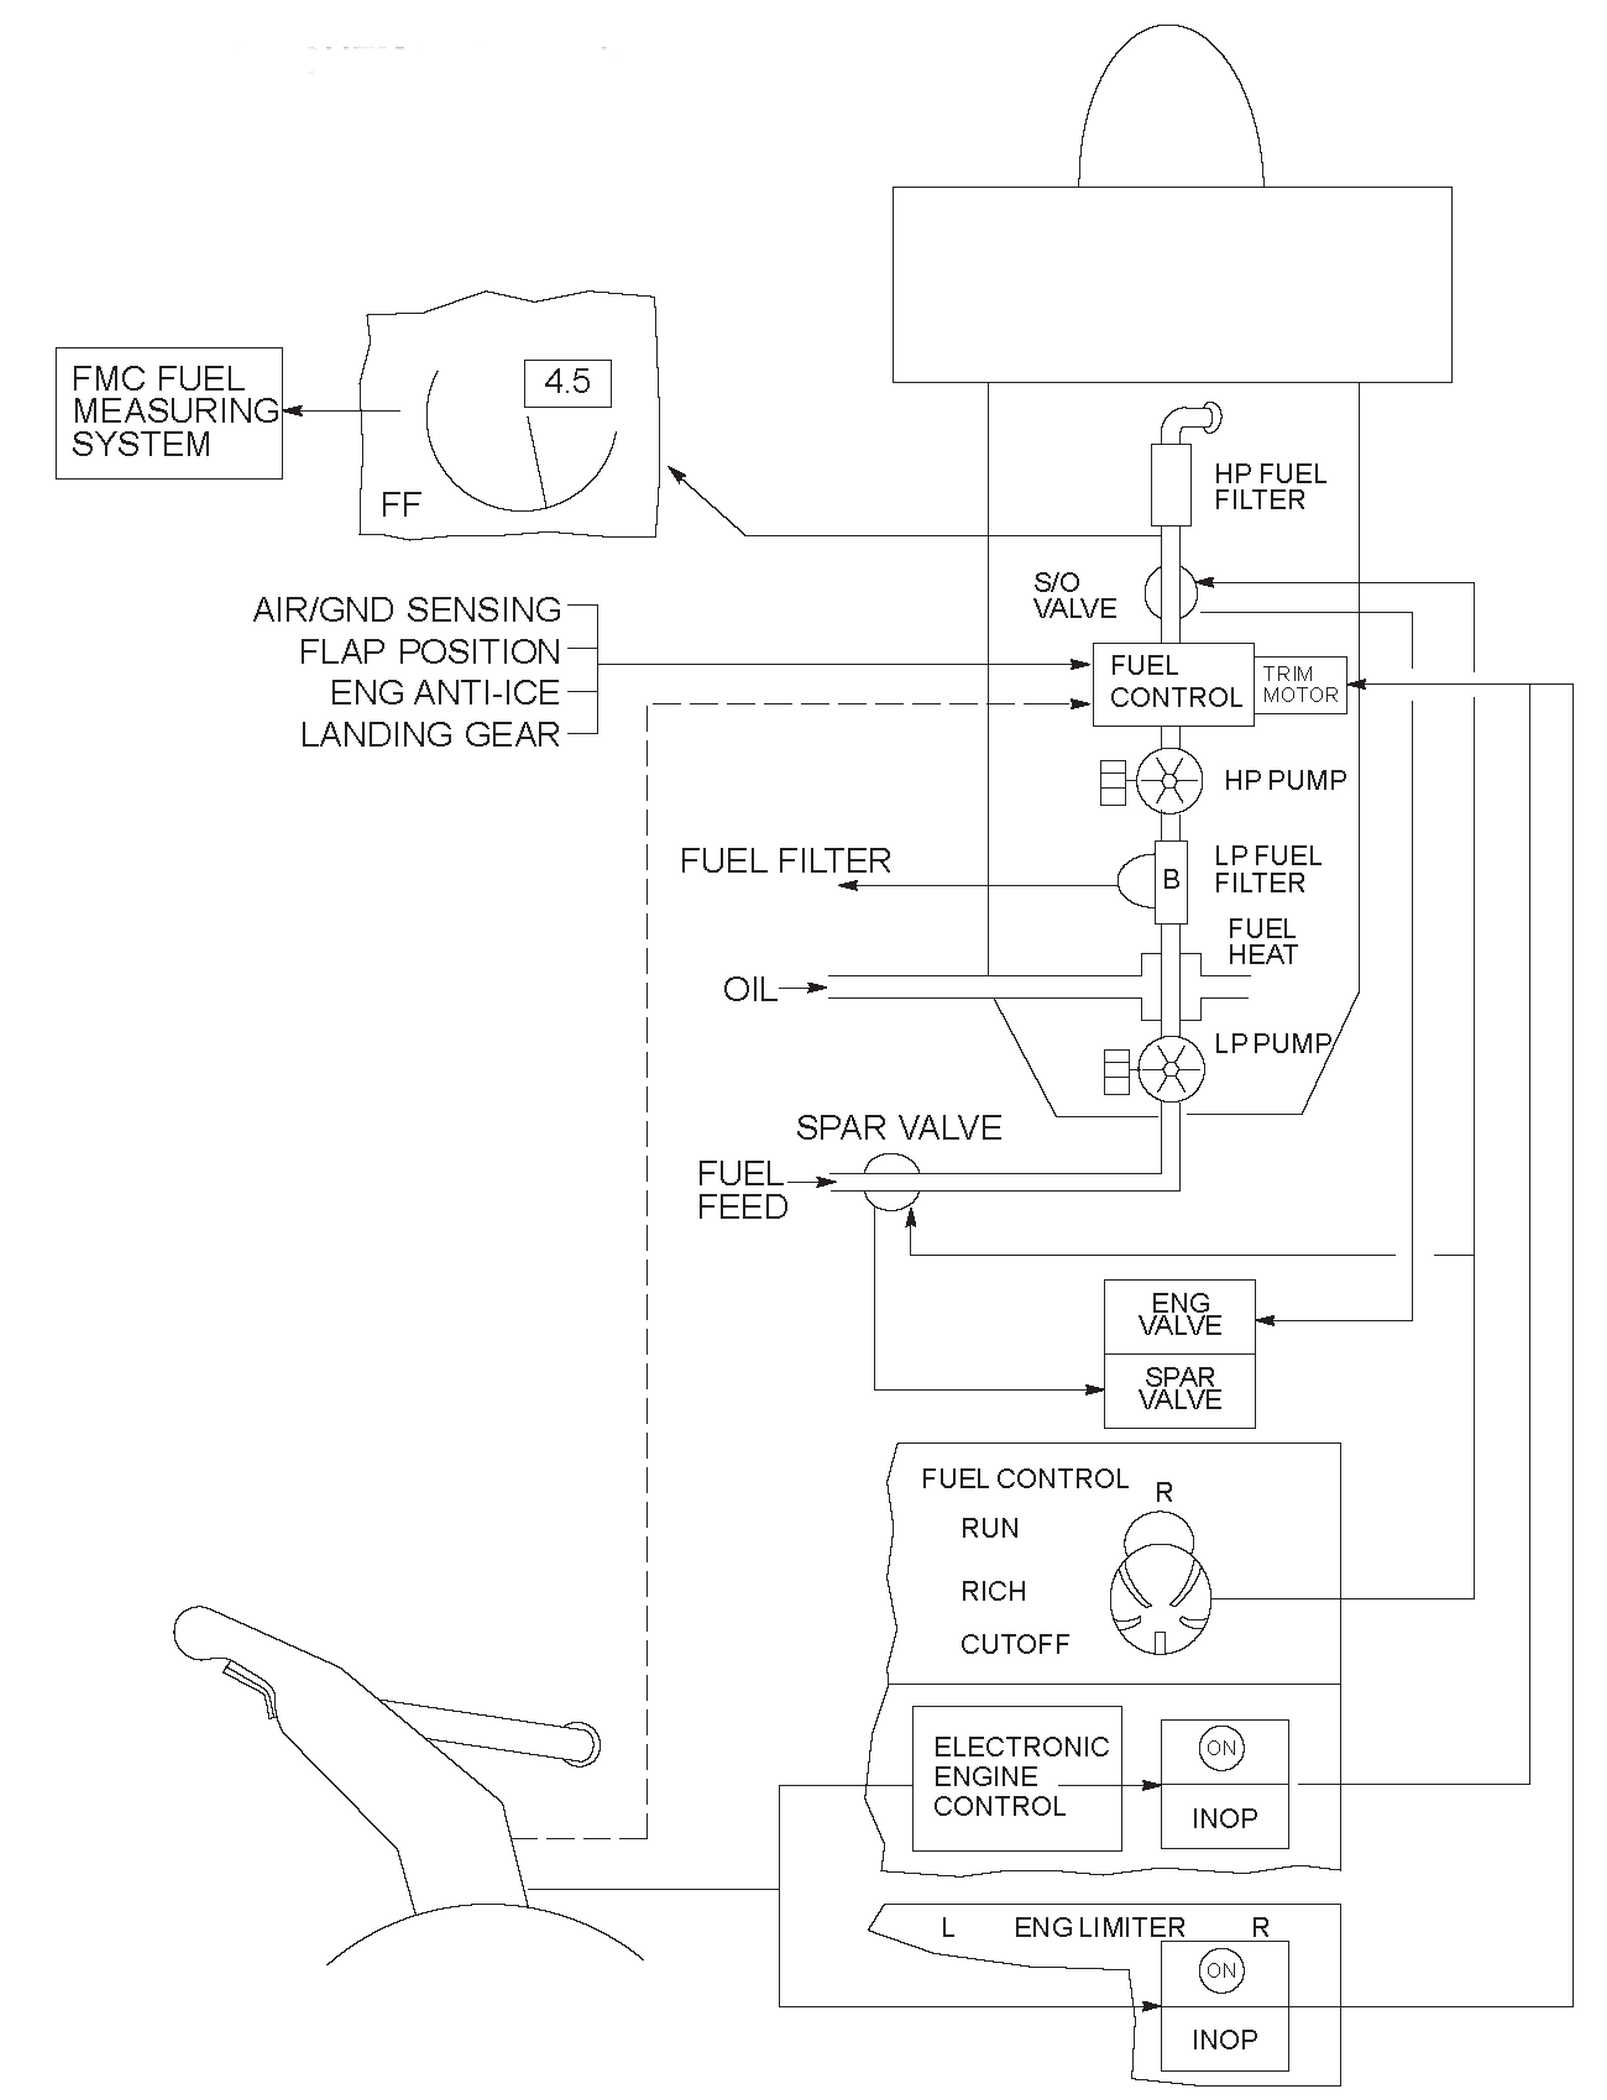 FMC FUEL
MEASURING
SYSTEM
4.5
FF
HP FUEL
FILTER
S/O
VALVE
AIR/GND SENSING
FLAP POSITION
ENG ANTI-ICE
LANDING GEAR
FUEL
CONTROL
TRIM
MOTOR
HP PUMP
FUEL FILTER
LP FUEL
FILTER
B
FUEL
HEAT
OIL
LP PUMP
SPAR VALVE
FUEL
FEED
ENG
VALVE
SPAR
VALVE
FUEL CONTROL
R
RUN
RICH
CUTOFF
ELECTRONIC
ENGINE
CONTROL
ON
INOP
L ENG LIMITER R
ON
INOP